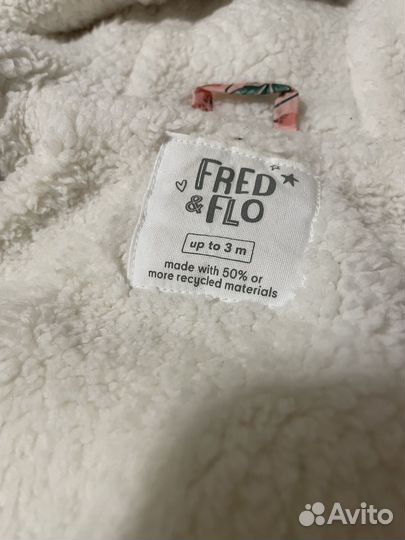 FRED
& FLO
up to 3 m
made with 50% or
more recycled materials
Avito